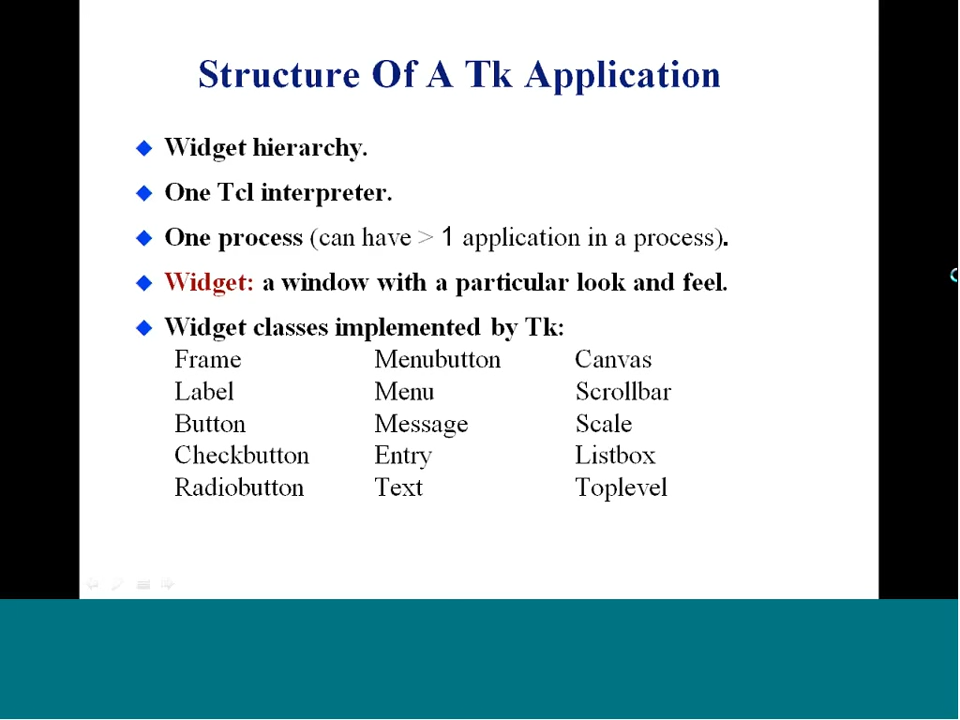 Structure Of A Tk Application
Widget hierarchy.
One Tcl interpreter.
One process (can have > 1 application in a process).
Widget: a window with a particular look and feel.
Widget classes implemented by Tk:
Frame Menubutton Canvas
Label Menu Scrollbar
Button Message Scale
Checkbutton Entry Listbox
Radiobutton Text Toplevel